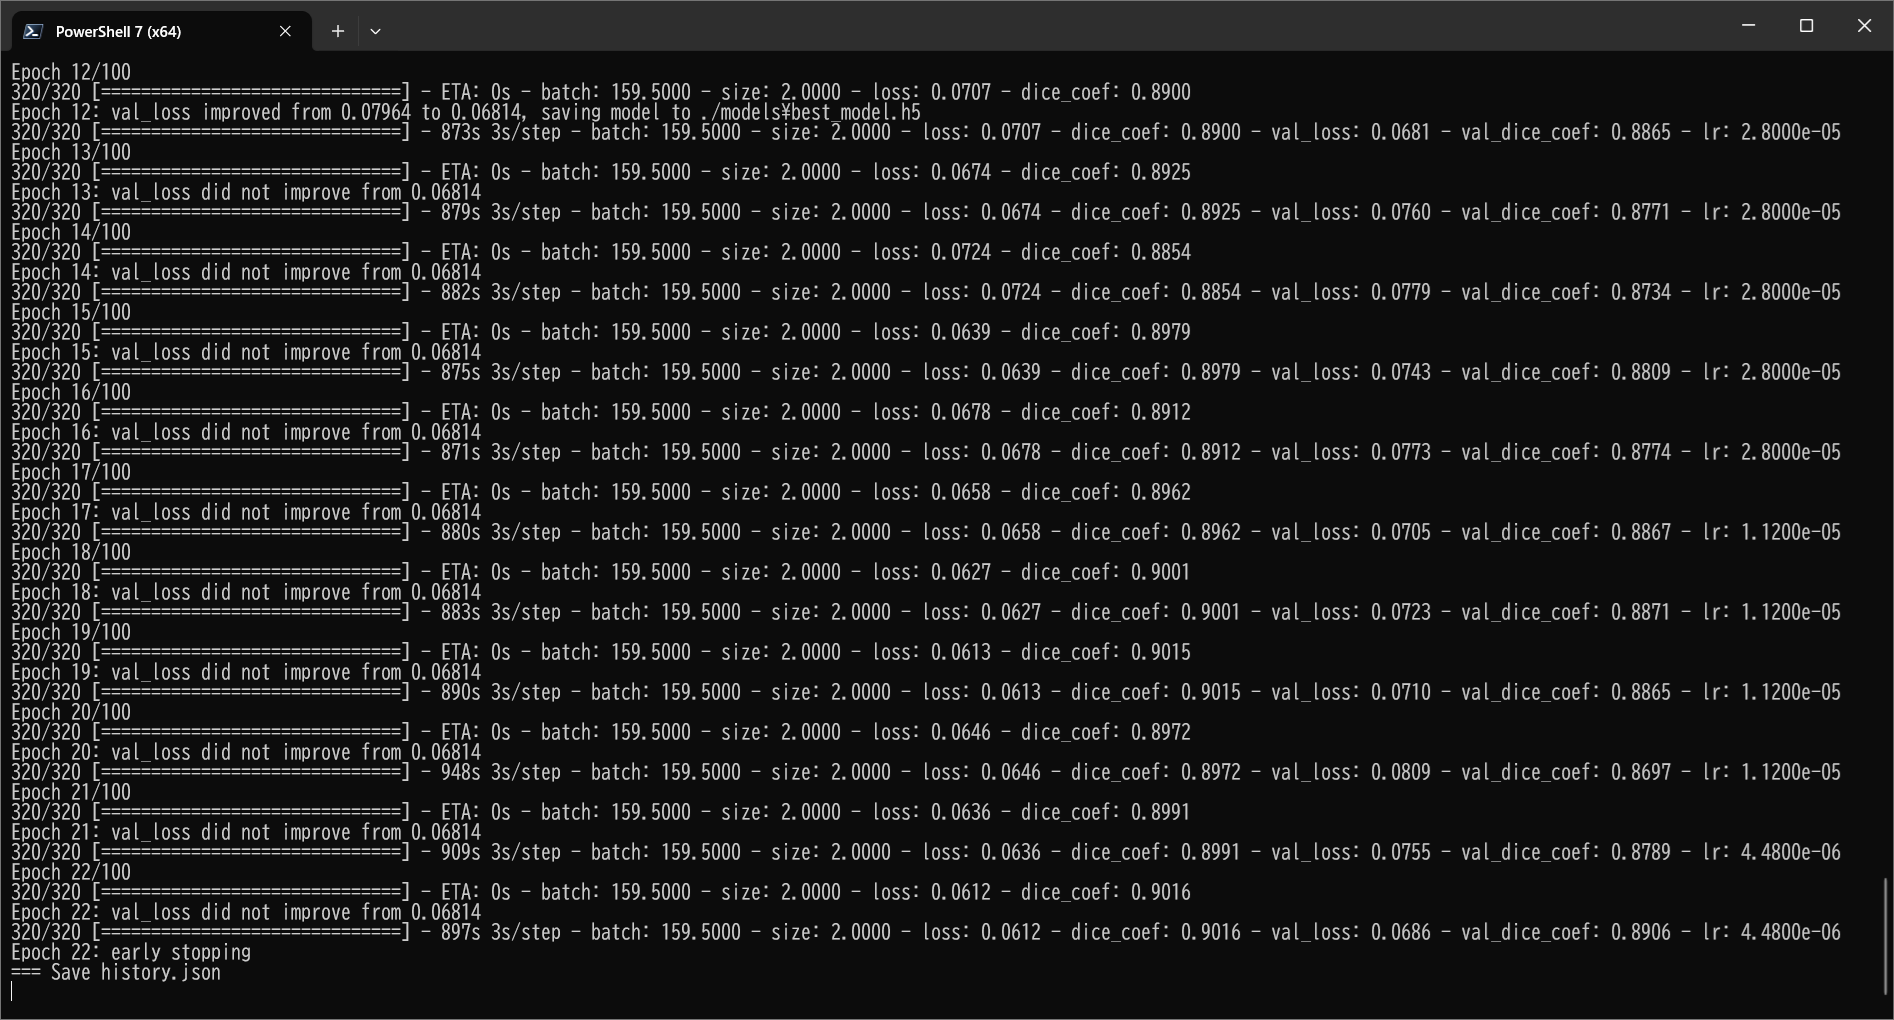 PowerShell 7 (x64)
Epoch 12/100
320/320 [==============================] - ETA: 0s - batch: 159.5000 - size: 2.0000 - loss: 0.0707 - dice_coef: 0.8900
Epoch 12: val_loss improved from 0.07964 to 0.06814, saving model to ./models¥best_model.h5
320/320 [==============================] - 873s 3s/step - batch: 159.5000 - size: 2.0000 - loss: 0.0707 - dice_coef: 0.8900 - val_loss: 0.0681 - val_dice_coef: 0.8865 - lr: 2.8000e-05
Epoch 13/100
320/320 [==============================] - ETA: 0s - batch: 159.5000 - size: 2.0000 - loss: 0.0674 - dice_coef: 0.8925
Epoch 13: val_loss did not improve from 0.06814
320/320 [==============================] - 879s 3s/step - batch: 159.5000 - size: 2.0000 - loss: 0.0674 - dice_coef: 0.8925 - val_loss: 0.0760 - val_dice_coef: 0.8771 - lr: 2.8000e-05
Epoch 14/100
320/320 [==============================] - ETA: 0s - batch: 159.5000 - size: 2.0000 - loss: 0.0724 - dice_coef: 0.8854
Epoch 14: val_loss did not improve from 0.06814
320/320 [==============================] - 882s 3s/step - batch: 159.5000 - size: 2.0000 - loss: 0.0724 - dice_coef: 0.8854 - val_loss: 0.0779 - val_dice_coef: 0.8734 - lr: 2.8000e-05
Epoch 15/100
320/320 [==============================] - ETA: 0s - batch: 159.5000 - size: 2.0000 - loss: 0.0639 - dice_coef: 0.8979
Epoch 15: val_loss did not improve from 0.06814
320/320 [==============================] - 875s 3s/step - batch: 159.5000 - size: 2.0000 - loss: 0.0639 - dice_coef: 0.8979 - val_loss: 0.0743 - val_dice_coef: 0.8809 - lr: 2.8000e-05
Epoch 16/100
320/320 [==============================] - ETA: 0s - batch: 159.5000 - size: 2.0000 - loss: 0.0678 - dice_coef: 0.8912
Epoch 16: val_loss did not improve from 0.06814
320/320 [==============================] - 871s 3s/step - batch: 159.5000 - size: 2.0000 - loss: 0.0678 - dice_coef: 0.8912 - val_loss: 0.0773 - val_dice_coef: 0.8774 - lr: 2.8000e-05
Epoch 17/100
320/320 [==============================] - ETA: 0s - batch: 159.5000 - size: 2.0000 - loss: 0.0658 - dice_coef: 0.8962
Epoch 17: val_loss did not improve from 0.06814
320/320 [==============================] - 880s 3s/step - batch: 159.5000 - size: 2.0000 - loss: 0.0658 - dice_coef: 0.8962 - val_loss: 0.0705 - val_dice_coef: 0.8867 - lr: 1.1200e-05
Epoch 18/100
320/320 [==============================] - ETA: 0s - batch: 159.5000 - size: 2.0000 - loss: 0.0627 - dice_coef: 0.9001
Epoch 18: val_loss did not improve from 0.06814
320/320 [==============================] - 883s 3s/step - batch: 159.5000 - size: 2.0000 - loss: 0.0627 - dice_coef: 0.9001 - val_loss: 0.0723 - val_dice_coef: 0.8871 - lr: 1.1200e-05
Epoch 19/100
320/320 [==============================] - ETA: 0s - batch: 159.5000 - size: 2.0000 - loss: 0.0613 - dice_coef: 0.9015
Epoch 19: val_loss did not improve from 0.06814
320/320 [==============================] - 890s 3s/step - batch: 159.5000 - size: 2.0000 - loss: 0.0613 - dice_coef: 0.9015 - val_loss: 0.0710 - val_dice_coef: 0.8865 - lr: 1.1200e-05
Epoch 20/100
320/320 [==============================] - ETA: 0s - batch: 159.5000 - size: 2.0000 - loss: 0.0646 - dice_coef: 0.8972
Epoch 20: val_loss did not improve from 0.06814
320/320 [==============================] - 948s 3s/step - batch: 159.5000 - size: 2.0000 - loss: 0.0646 - dice_coef: 0.8972 - val_loss: 0.0809 - val_dice_coef: 0.8697 - lr: 1.1200e-05
Epoch 21/100
320/320 [==============================] - ETA: 0s - batch: 159.5000 - size: 2.0000 - loss: 0.0636 - dice_coef: 0.8991
Epoch 21: val_loss did not improve from 0.06814
320/320 [==============================] - 909s 3s/step - batch: 159.5000 - size: 2.0000 - loss: 0.0636 - dice_coef: 0.8991 - val_loss: 0.0755 - val_dice_coef: 0.8789 - lr: 4.4800e-06
Epoch 22/100
320/320 [==============================] - ETA: 0s - batch: 159.5000 - size: 2.0000 - loss: 0.0612 - dice_coef: 0.9016
Epoch 22: val_loss did not improve from 0.06814
320/320 [==============================] - 897s 3s/step - batch: 159.5000 - size: 2.0000 - loss: 0.0612 - dice_coef: 0.9016 - val_loss: 0.0686 - val_dice_coef: 0.8906 - lr: 4.4800e-06
Epoch 22: early stopping
=== Save history.json